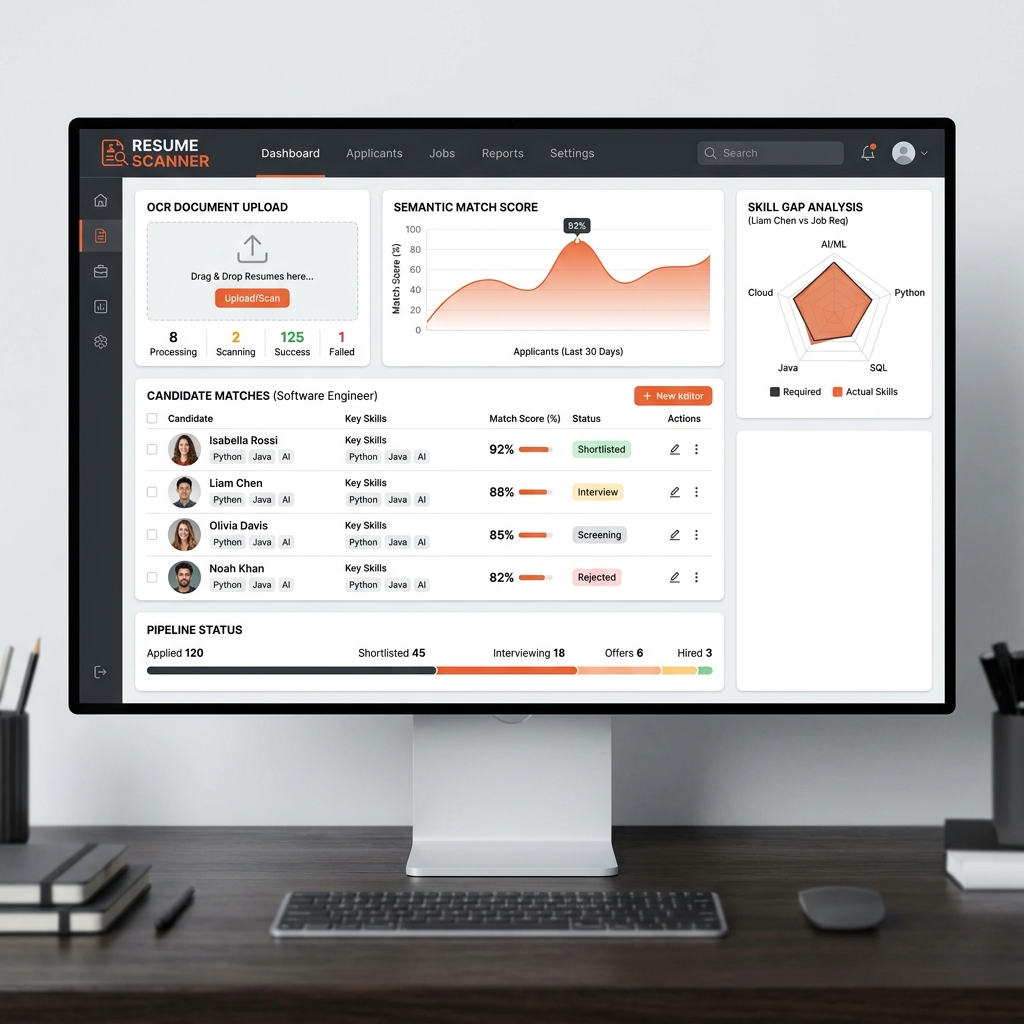 RESUME
SCANNER
Dashboard
Applicants
Jobs
Reports
Settings
Search
OCR DOCUMENT UPLOAD
Drag & Drop Resumes here...
Upload/Scan
8
Processing
2
Scanning
125
Success
1
Failed
SEMANTIC MATCH SCORE
Match Score (%)
100
80
60
40
20
0
92%
Applicants (Last 30 Days)
SKILL GAP ANALYSIS
(Liam Chen vs Job Req)
AI/ML
Cloud
Python
Java
SQL
Required
Actual Skills
CANDIDATE MATCHES (Software Engineer)
+ New kditor
Candidate
Key Skills
Match Score (%)
Status
Actions
Isabella Rossi
Python Java AI
Key Skills
Python Java AI
92%
Shortlisted
Liam Chen
Pythen Java AI
Key Skills
Python Java AI
88%
Interview
Olivia Davis
Python Java AI
Key Skills
Python Java AI
85%
Screening
Noah Khan
Python Java AI
Key Skills
Python Java AI
82%
Rejected
PIPELINE STATUS
Applied 120
Shortlisted 45
Interviewing 18
Offers 6
Hired 3